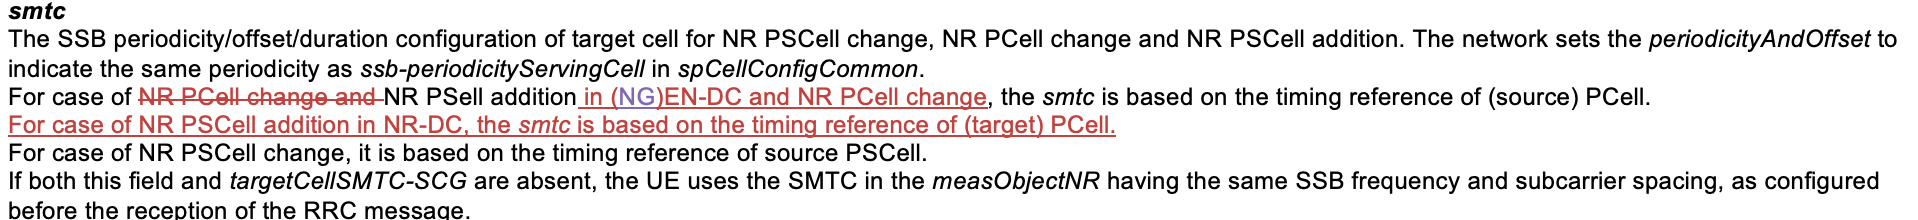 smtc
The SSB periodicity/offset/duration configuration of target cell for NR PSCell change, NR PCell change and NR PSCell addition. The network sets the periodicityAndOffset to
indicate the same periodicity as ssb-periodicityServingCell in spCellConfigCommon.
For case of NR PCell change and NR PSell addition in (NG)EN-DC and NR PCell change, the smtc is based on the timing reference of (source) PCell.
For case of NR PSCell addition in NR-DC, the smtc is based on the timing reference of (target) PCell.
For case of NR PSCell change, it is based on the timing reference of source PSCell.
If both this field and targetCellSMTC-SCG are absent, the UE uses the SMTC in the measObjectNR having the same SSB frequency and subcarrier spacing, as configured
before the reception of the RRC message.